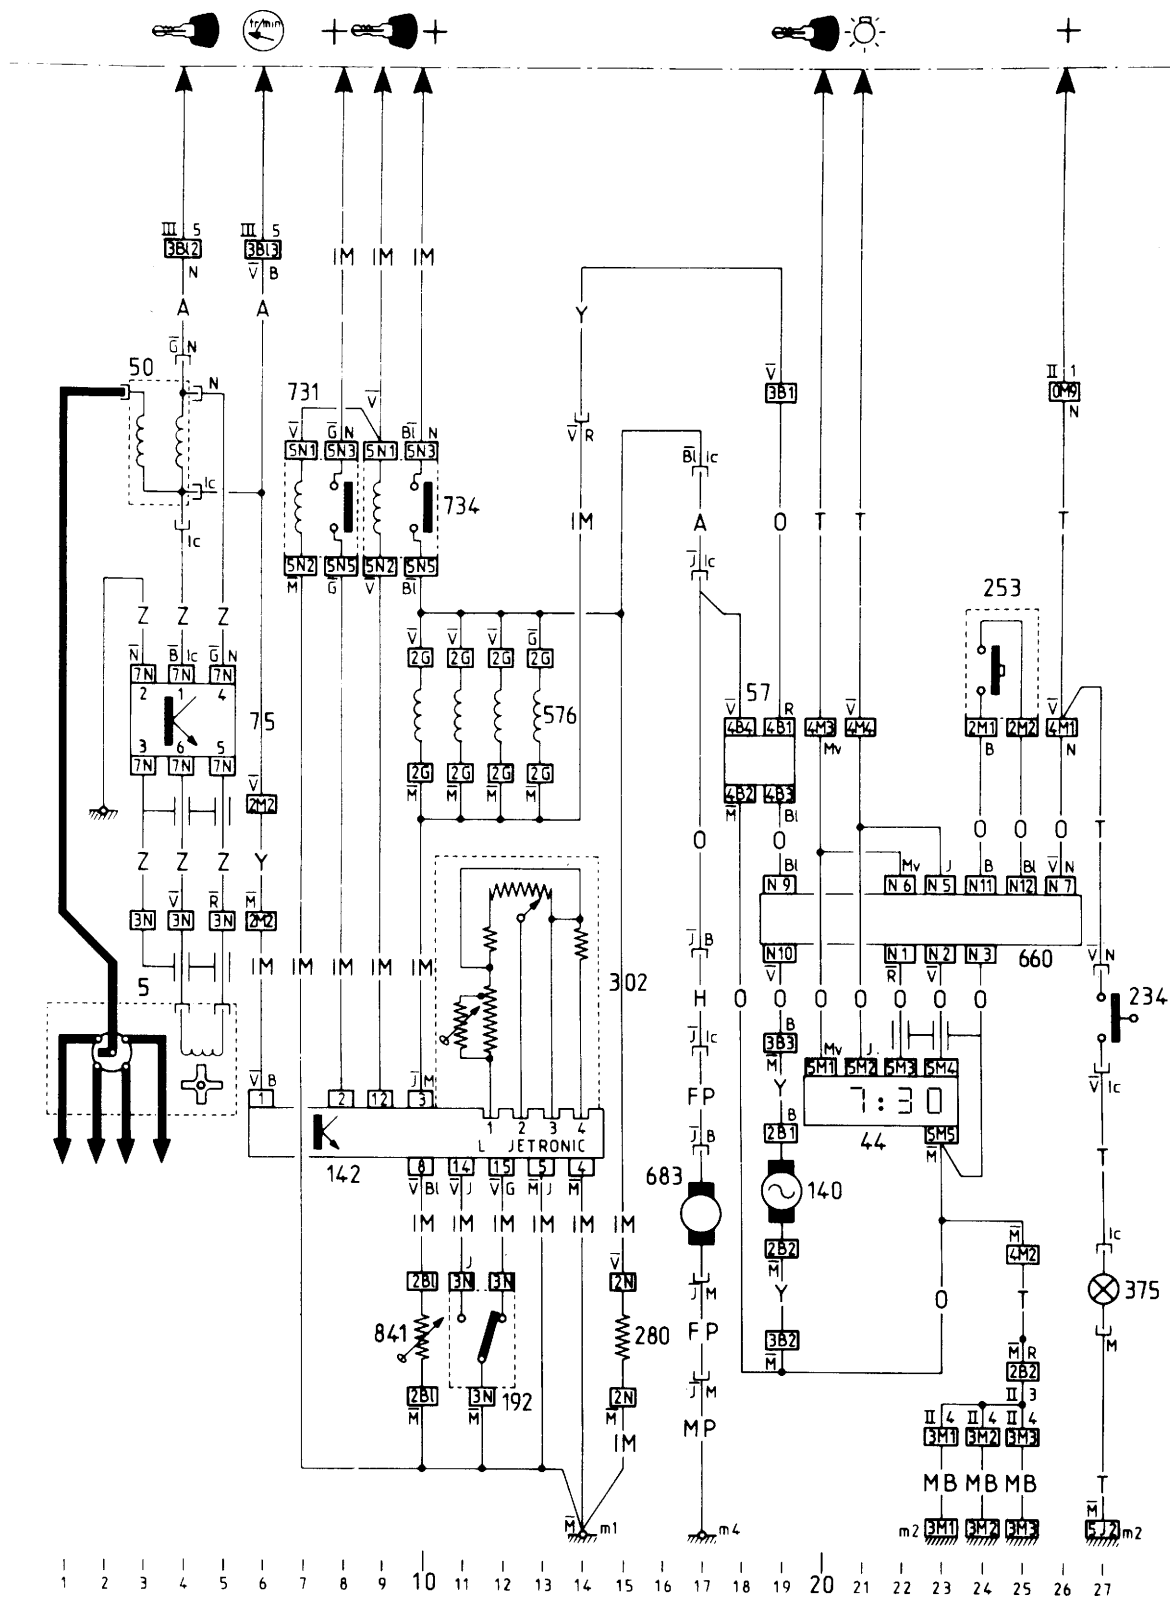 tr/min
+ +
+
III 5 III 5
3Bl2 3Bl3
N V B
IM IM IM
A A
Y
G N
50
N
731
V
V
3B1
II 1
0M9
N
V G N Bl N
5N1 5N3 5N1 5N3
V R
Bl Ic
Ic
734
IM A O T T T
Ic
5N2 5N5 5N2 5N5
M G V Bl
J Ic
253
Z Z Z
V V V G
N B Ic G N
7N 7N 7N
2G 2G 2G 2G
2 1 4
57
576
75
V R
4B4 4B1 4M3 4M4
V
Mv
2M1 2M2 4M1
V
B N
3 6 5
7N 7N 7N
2G 2G 2G 2G
M M M M
V
2M2
4B2 4B3
M Bl
O O O O O T
Z Z Z Y
Bl Mv J B Bl V N
N9 N6 N5 N11 N12 N7
V R M
3N 3N 3N 2M2
J B
N10 N1 N2 N3
660
V R V
V N
IM IM IM IM IM
5
302
H O O O O O O O
234
B
3B3
M
J Ic
Mv J
5M1 5M2 5M3 5M4
V Ic
V B J M
1 2 12 3
Y
FP
7:30
1 2 3 4
L JETRONIC
B
2B1
J B
44
5M5
M
142
8 14 15 5 4
V Bl V J V G M J M
683
140
T
IM IM IM IM IM IM
M
4M2
Ic
2B2
M
J V
2Bl 3N 3N 2N
J M
Y
O T
375
841
280
FP
3B2
M
M
M R
2B2
II 3
2Bl 3N 2N
192
M M M
J M
II 4 II 4 II 4
3M1 3M2 3M3
IM
MP
MB MB MB
T
M m1
m4
m2 3M1 3M2 3M3
M
5J2 m2
1 2 3 4 5 6 7 8 9 10 11 12 13 14 15 16 17 18 19 20 21 22 23 24 25 26 27